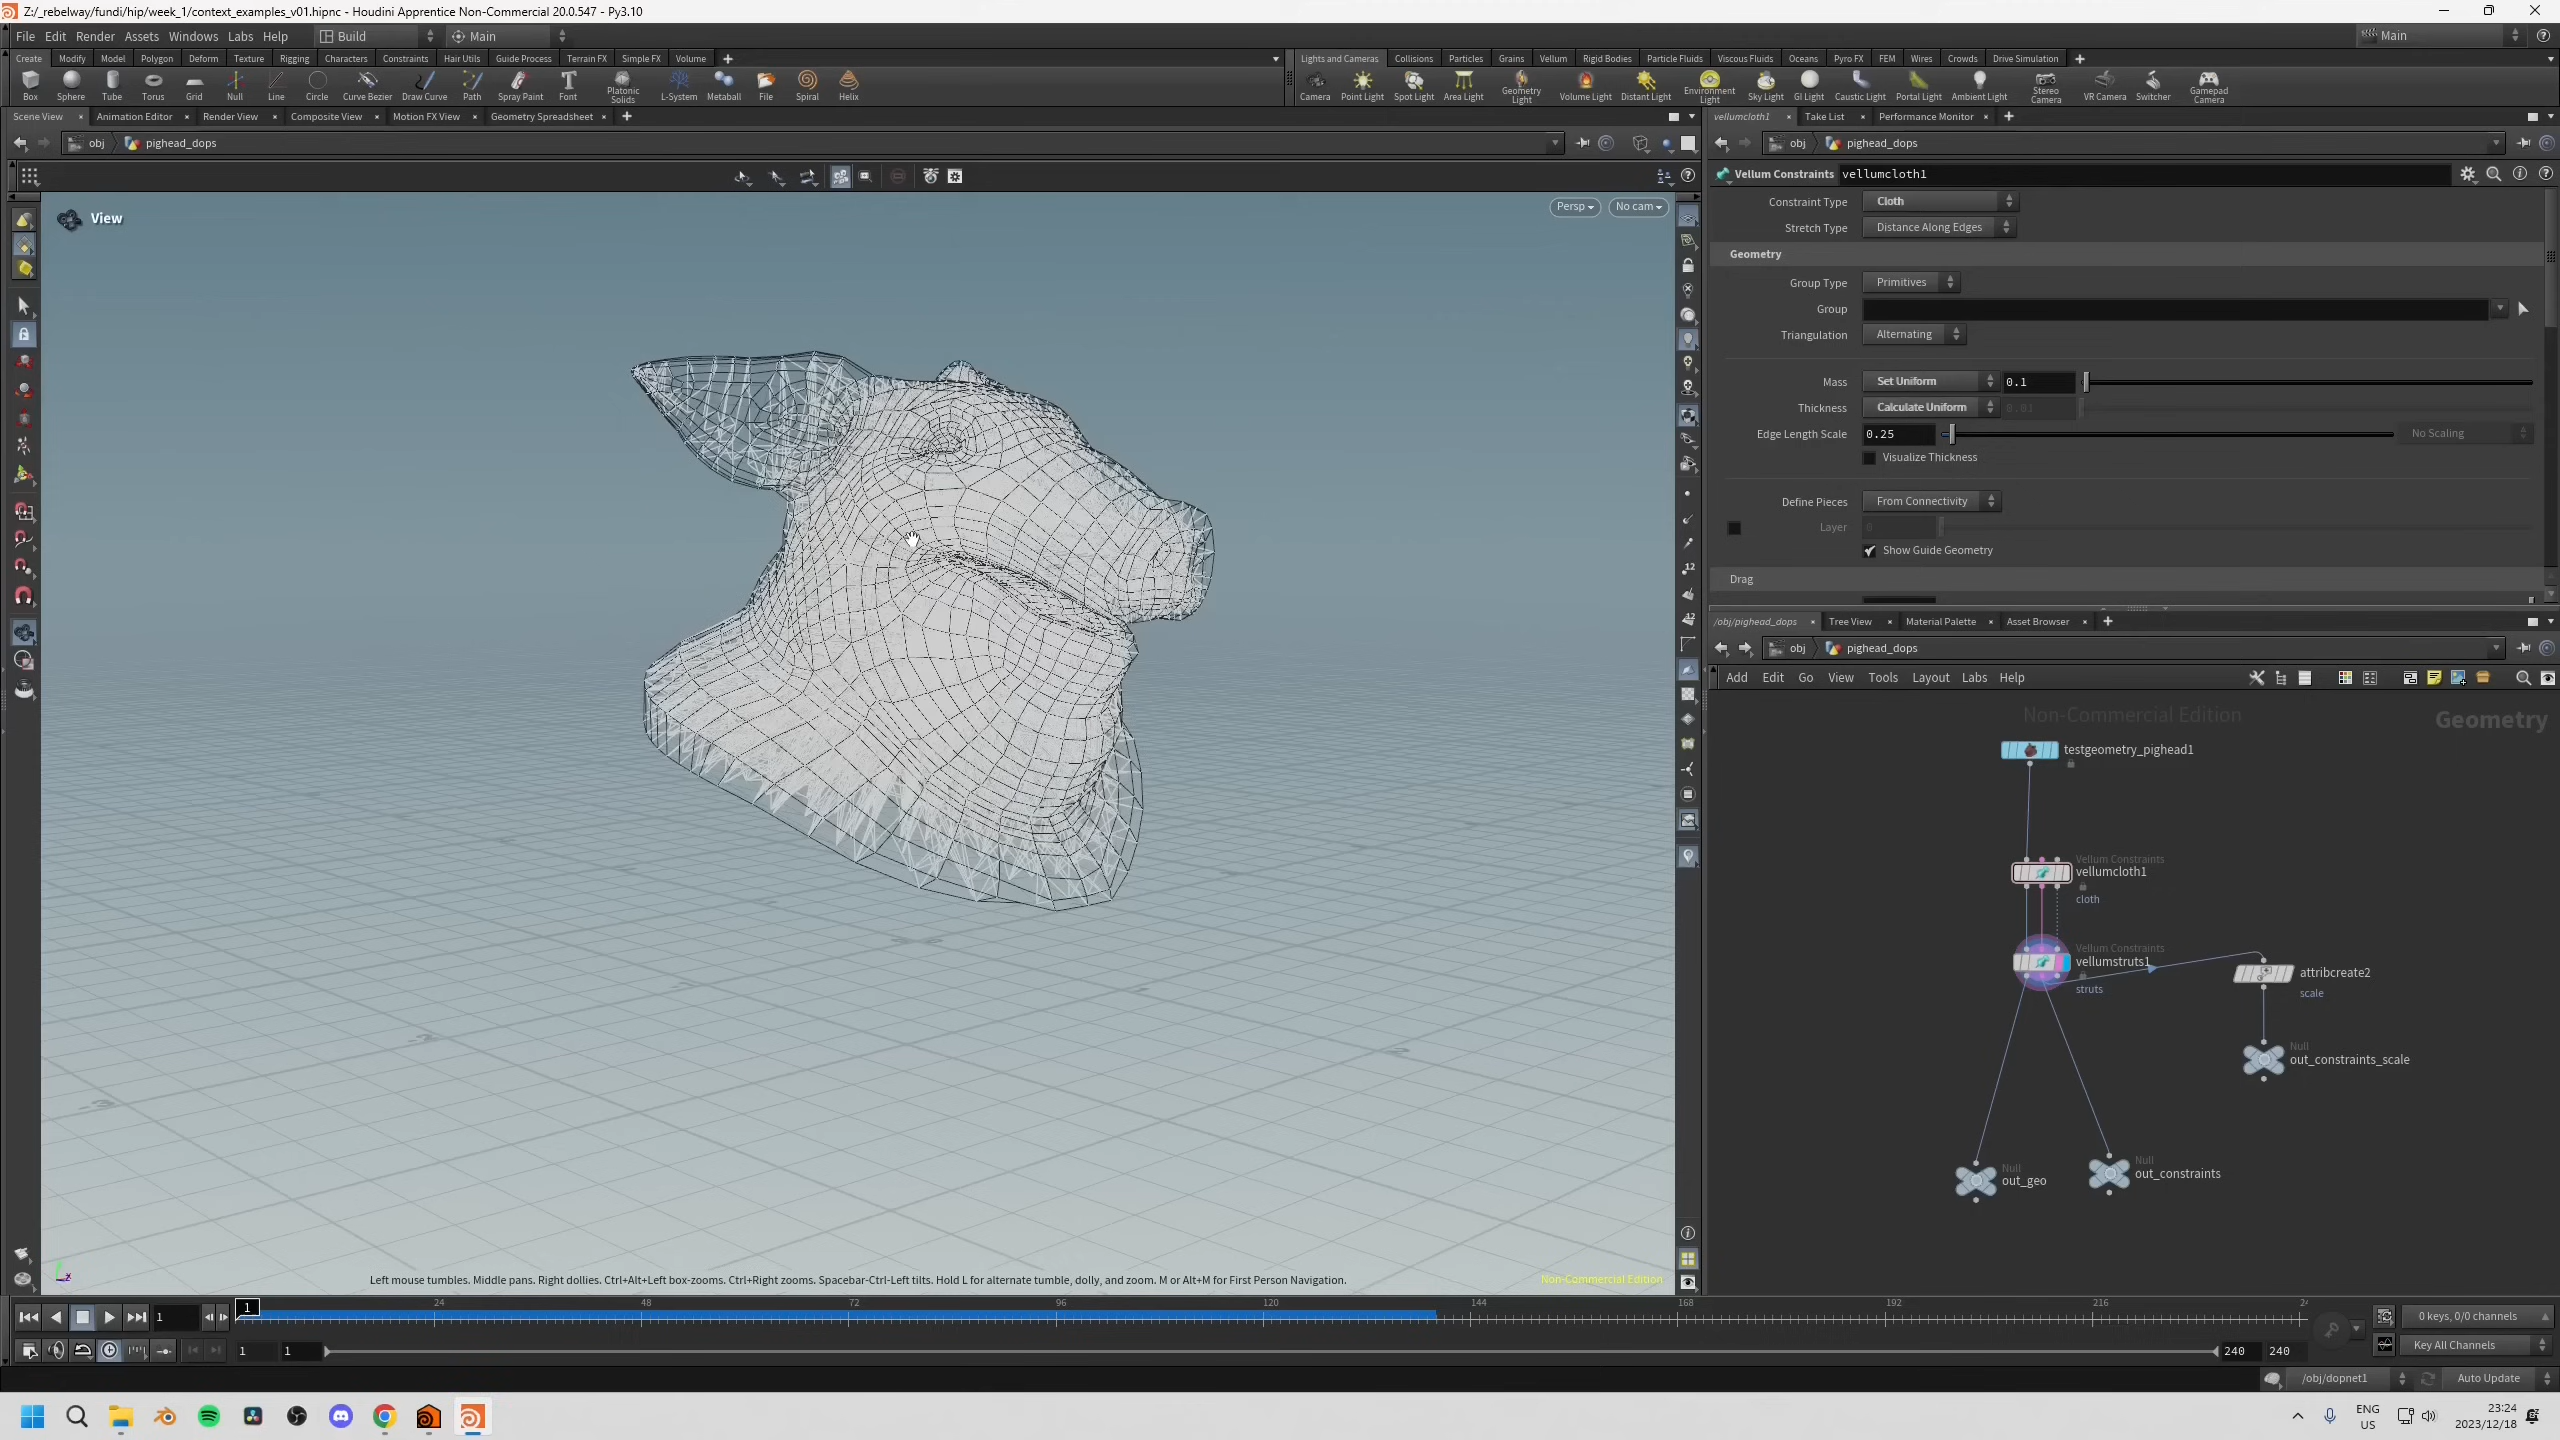 Z:/_rebelway/fundi/hip/week_1/context_examples_v01.hipnc - Houdini Apprentice Non-Commercial 20.0.547 - Py3.10
File Edit Render Assets Windows Labs Help Build Main Main
Create Modify Model Polygon Deform Texture Rigging Characters Constraints Hair Utils Guide Process Terrain FX Simple FX Volume
Lights and Cameras Collisions Particles Grains Vellum Rigid Bodies Particle Fluids Viscous Fluids Oceans Pyro FX FEM Wires Crowds Drive Simulation
Box Sphere Tube Torus Grid Null Line Circle Curve Bezier Draw Curve Path Spray Paint Font Platonic Solids L-System Metaball File Spiral Helix
Camera Point Light Spot Light Area Light Geometry Light Volume Light Distant Light Environment Light Sky Light GI Light Caustic Light Portal Light Ambient Light Stereo Camera VR Camera Switcher Gamepad Camera
Scene View Animation Editor Render View Composite View Motion FX View Geometry Spreadsheet
vellumcloth1 Take List Performance Monitor
obj pighead_dops
obj pighead_dops
Vellum Constraints vellumcloth1
View
Persp No cam
Constraint Type Cloth
Stretch Type Distance Along Edges
Geometry
Group Type Primitives
Group
Triangulation Alternating
Mass Set Uniform 0.1
Thickness Calculate Uniform 0.01
Edge Length Scale 0.25 No Scaling
Visualize Thickness
Define Pieces From Connectivity
Layer 0
Show Guide Geometry
Drag
/obj/pighead_dops Tree View Material Palette Asset Browser
obj pighead_dops
Add Edit Go View Tools Layout Labs Help
Non-Commercial Edition
Geometry
testgeometry_pighead1
Vellum Constraints
vellumcloth1
cloth
Vellum Constraints
vellumstruts1
struts
attribcreate2
scale
Null
out_constraints_scale
Null
out_geo
Null
out_constraints
Left mouse tumbles. Middle pans. Right dollies. Ctrl+Alt+Left box-zooms. Ctrl+Right zooms. Spacebar-Ctrl-Left tilts. Hold L for alternate tumble, dolly, and zoom. M or Alt+M for First Person Navigation.
Non-Commercial Edition
1 1 24 48 72 96 120 144 168 192 216
0 keys, 0/0 channels
1 1 240 240
Key All Channels
/obj/dopnet1 Auto Update
ENG
US
23:24
2023/12/18